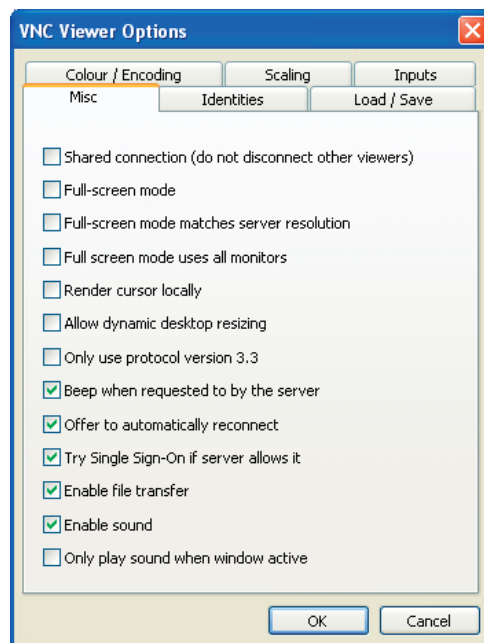 VNC Viewer Options
Colour / Encoding Scaling Inputs
Misc Identities Load / Save
Shared connection (do not disconnect other viewers)
Full-screen mode
Full-screen mode matches server resolution
Full screen mode uses all monitors
Render cursor locally
Allow dynamic desktop resizing
Only use protocol version 3.3
Beep when requested to by the server
Offer to automatically reconnect
Try Single Sign-On if server allows it
Enable file transfer
Enable sound
Only play sound when window active
OK Cancel